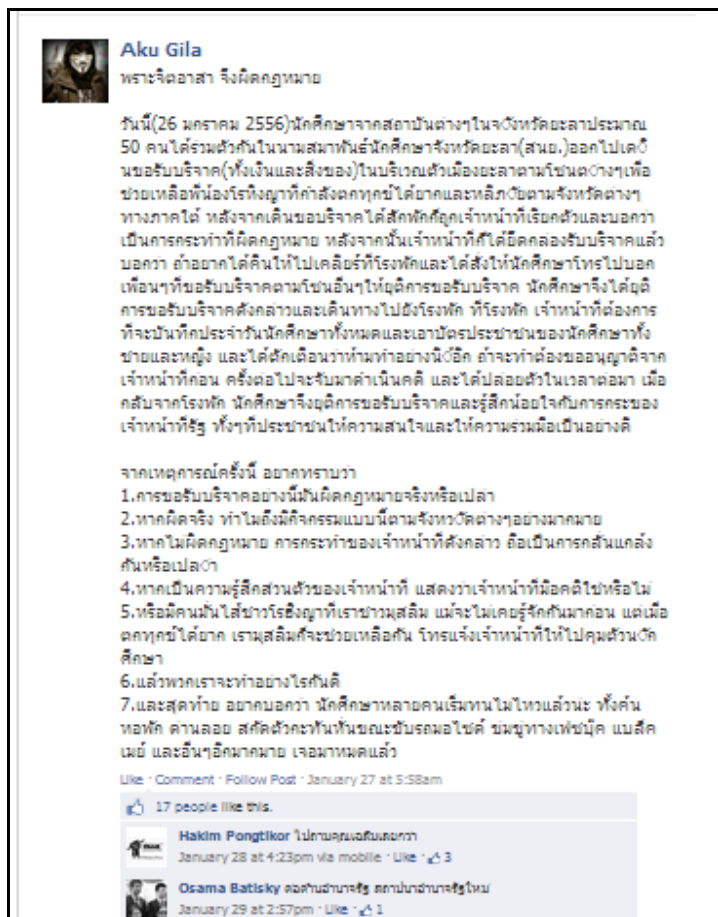 Aku Gila
พราะจิตอาสา จึงผิดกฎหมาย
วันนี้(26 มกราคม 2556)นักศึกษาจากสถาบันต่างๆในจังหวัดยะลาประมาณ
50 คนได้ร่วมตัวกันในนามสมาพันธ์นักศึกษาจังหวัดยะลา(สนย.)ออกไปเดิ
นขอรับบริจาค(ทั้งเงินและสิ่งของ)ในบริเวณตัวเมืองยะลาตามโซนต่างๆเพื่อ
ช่วยเหลือพี่น้องโรฮิงญาที่กำลังตกทุกข์ได้ยากและหลีภัยตามจังหวัดต่างๆ
ทางภาคใต้ หลังจากเดินขอบริจาคได้สักพักก็ถูกเจ้าหน้าที่เรียกตัวและบอกว่า
เป็นการกระทำที่ผิดกฎหมาย หลังจากนั้นเจ้าหน้าที่ก็ได้ยึดกล่องรับบริจาคแล้ว
บอกว่า ถ้าอยากได้คืนให้ไปเคลียร์ที่โรงพักและได้สั่งให้นักศึกษาโทรไปบอก
เพื่อนๆที่ขอรับบริจาคตามโซนอื่นๆให้ยุติการขอรับบริจาค นักศึกษาจึงได้ยุติ
การขอรับบริจาคดังกล่าวและเดินทางไปยังโรงพัก ที่โรงพัก เจ้าหน้าที่ต้องการ
ที่จะบันทึกประจำวันนักศึกษาทั้งหมดและเอาบัตรประชาชนของนักศึกษาทั้ง
ชายและหญิง และได้ตักเตือนว่าห้ามทำอย่างนี้อีก ถ้าจะทำต้องขออนุญาติจาก
เจ้าหน้าที่ก่อน ครั้งต่อไปจะจับมาดำเนินคดี และได้ปล่อยตัวในเวลาต่อมา เมื่อ
กลับจากโรงพัก นักศึกษาจึงยุติการขอรับบริจาคและรู้สึกน้อยใจกับการกระของ
เจ้าหน้าที่รัฐ ทั้งๆที่ประชาชนให้ความสนใจและให้ความร่วมมือเป็นอย่างดี
จากเหตุการณ์ครั้งนี้ อยากทราบว่า
1.การขอรับบริจาคอย่างนี้มันผิดกฎหมายจริงหรือเปล่า
2.หากผิดจริง ทำไมถึงมีกิจกรรมแบบนี้ตามจังหวัดต่างๆอย่างมากมาย
3.หากไม่ผิดกฎหมาย การกระทำของเจ้าหน้าที่ดังกล่าว ถือเป็นการกลั่นแกล้ง
กันหรือเปล่า
4.หากเป็นความรู้สึกส่วนตัวของเจ้าหน้าที่ แสดงว่าเจ้าหน้าที่มีอคติใช่หรือไม่
5.หรือมีคนมั่นไส้ชาวโรฮิงญาที่เราชาวมุสลิม แม้จะไม่เคยรู้จักกันมาก่อน แต่เมื่อ
ตกทุกข์ได้ยาก เรามุสลิมก็จะช่วยเหลือกัน โทรแจ้งเจ้าหน้าที่ให้ไปคุมตัวนัก
ศึกษา
6.แล้วพวกเราจะทำอย่างไรกันดี
7.และสุดท้าย อยากบอกว่า นักศึกษาหลายคนเริ่มทนไม่ไหวแล้วน่ะ ทั้งค้น
หอพัก ด่านลอย สกัดตัวกะทันหันขณะขับรถมอไซด์ ข่มขู่ทางเฟซบุ๊ค แบล๊ค
เมย์ และอื่นๆอีกมากมาย เจอมาหมดแล้ว
Like · Comment · Follow Post · January 27 at 5:58am
17 people like this.
Hakim Pongtikor ไปถามคุณเฉลิมเลยกว่า
January 28 at 4:23pm via mobile · Like · 3
Osama Batisky ต่อต้านอำนาจรัฐ สถาปนาอำนาจรัฐใหม่
January 29 at 2:57pm · Like · 1